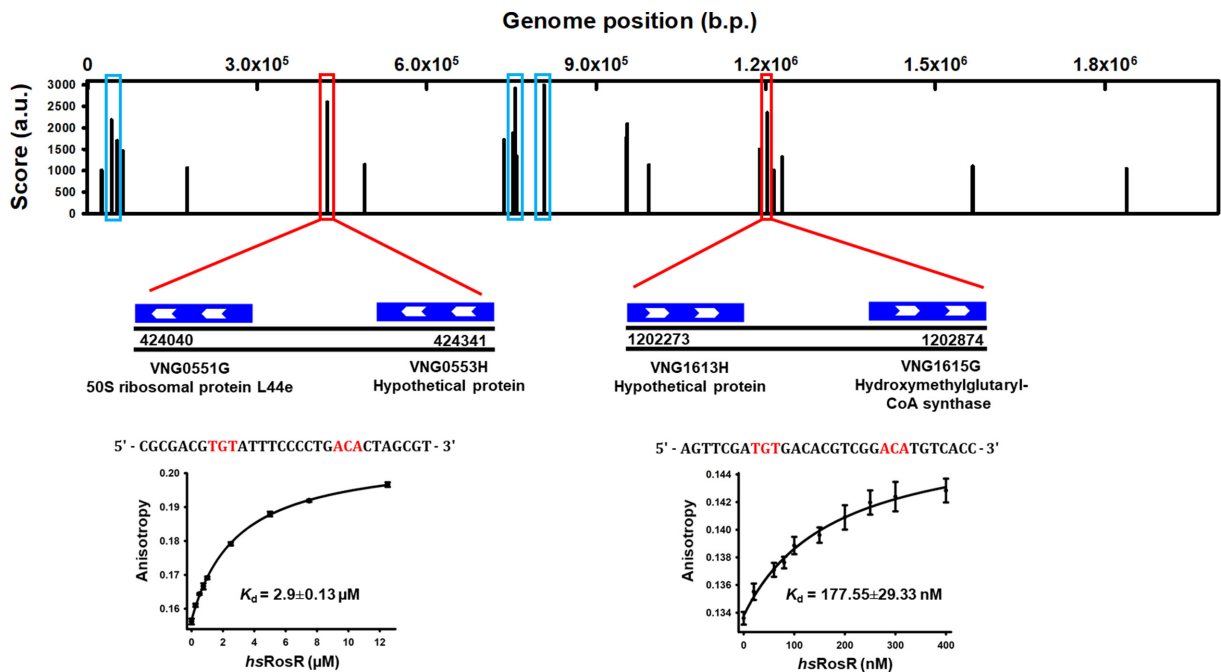 Genome position (b.p.)
0 3.0x10⁵ 6.0x10⁵ 9.0x10⁵ 1.2x10⁶ 1.5x10⁶ 1.8x10⁶
Score (a.u.)
3000
2500
2000
1500
1000
500
0
424040 424341
VNG0551G
50S ribosomal protein L44e
VNG0553H
Hypothetical protein
1202273 1202874
VNG1613H
Hypothetical protein
VNG1615G
Hydroxymethylglutaryl-
CoA synthase
5' - CGCGACGTGTATTTCCCCTGACACTAGCGT - 3'
0.20
0.19
0.18
0.17
0.16
Anisotropy
Kd = 2.9±0.13 µM
0 2 4 6 8 10 12
hsRosR (µM)
5' - AGTTCGATGTGACACGTCGGACATGTCACC - 3'
0.144
0.142
0.140
0.138
0.136
0.134
Anisotropy
Kd = 177.55±29.33 nM
0 100 200 300 400
hsRosR (nM)